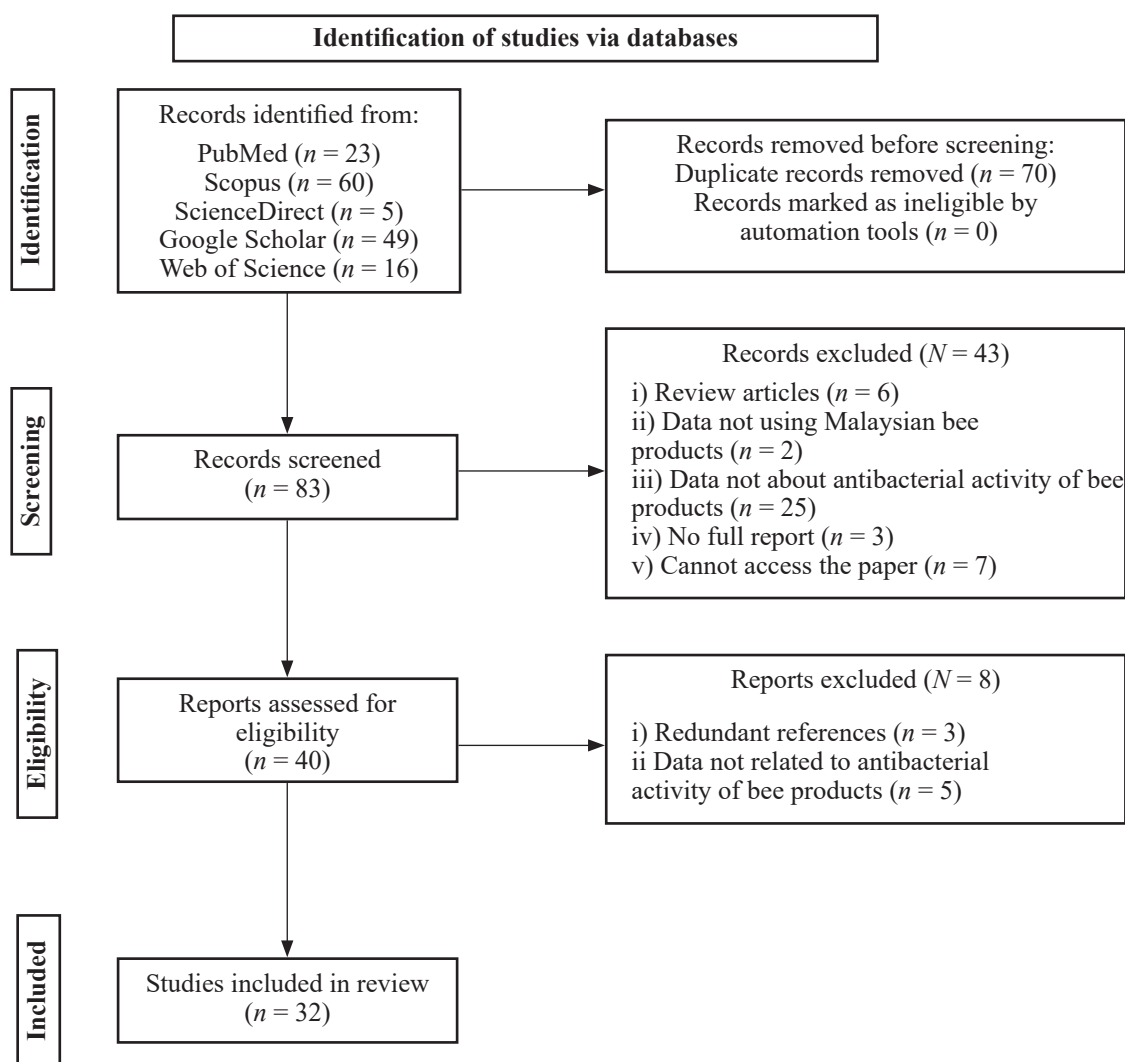 Identification of studies via databases
Identification
Records identified from:
PubMed (n = 23)
Scopus (n = 60)
ScienceDirect (n = 5)
Google Scholar (n = 49)
Web of Science (n = 16)
Records removed before screening:
Duplicate records removed (n = 70)
Records marked as ineligible by
automation tools (n = 0)
Screening
Records screened
(n = 83)
Records excluded (N = 43)
i) Review articles (n = 6)
ii) Data not using Malaysian bee
products (n = 2)
iii) Data not about antibacterial activity of bee
products (n = 25)
iv) No full report (n = 3)
v) Cannot access the paper (n = 7)
Eligibility
Reports assessed for
eligibility
(n = 40)
Reports excluded (N = 8)
i) Redundant references (n = 3)
ii Data not related to antibacterial
activity of bee products (n = 5)
Included
Studies included in review
(n = 32)